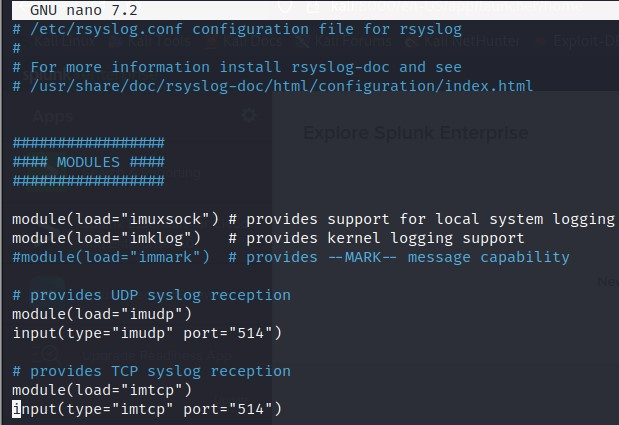 GNU nano 7.2
# /etc/rsyslog.conf configuration file for rsyslog
#
# For more information install rsyslog-doc and see
# /usr/share/doc/rsyslog-doc/html/configuration/index.html
Apps
Explore Splunk Enterprise
#################
#### MODULES ####
#################
module(load="imuxsock") # provides support for local system logging
module(load="imklog")   # provides kernel logging support
#module(load="immark")  # provides --MARK-- message capability
# provides UDP syslog reception
module(load="imudp")
input(type="imudp" port="514")
# provides TCP syslog reception
module(load="imtcp")
input(type="imtcp" port="514")